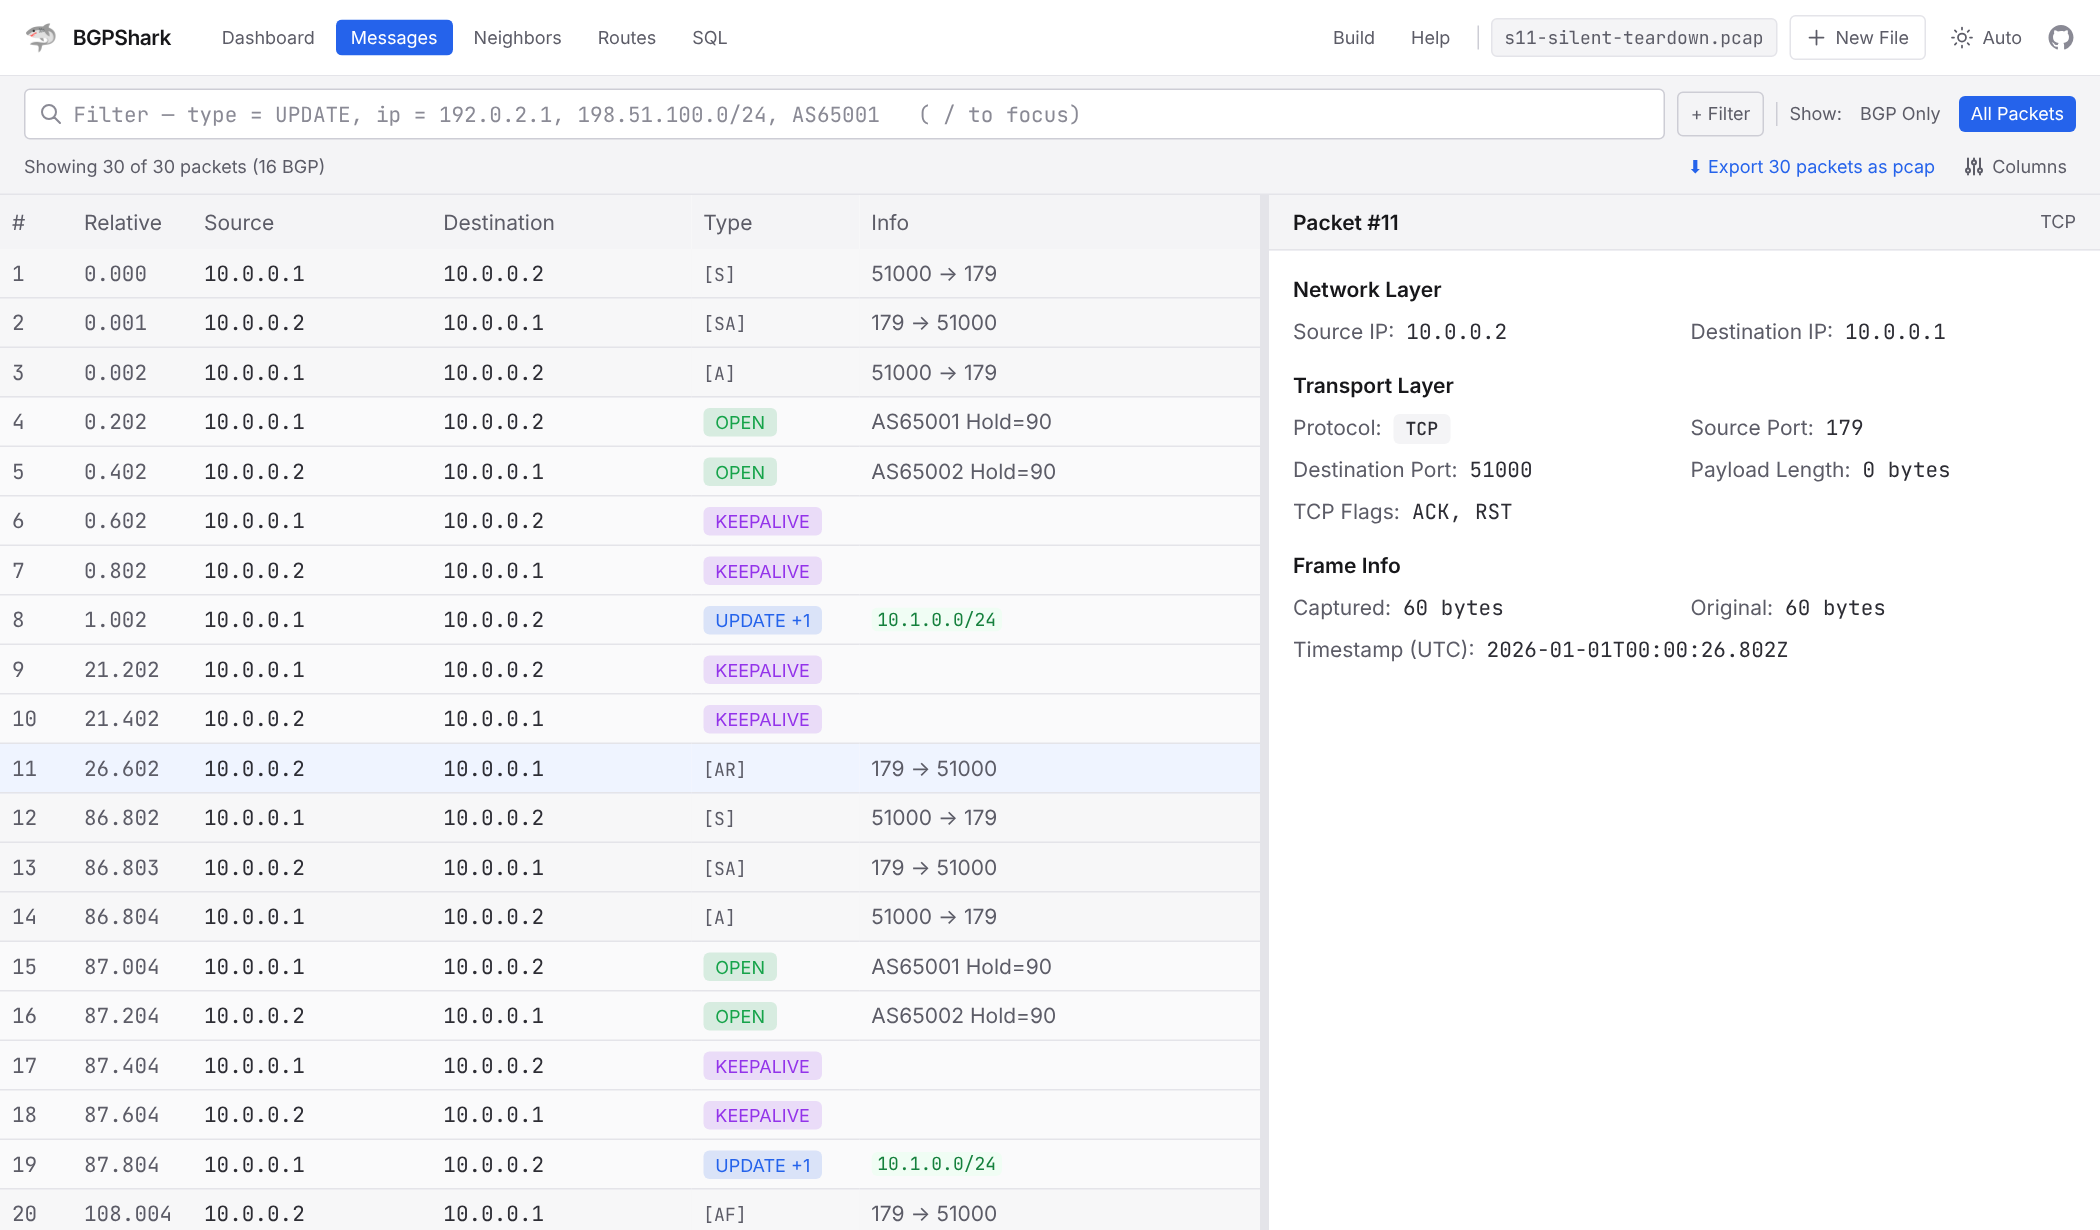 BGPShark Dashboard Messages Neighbors Routes SQL Build Help s11-silent-teardown.pcap + New File Auto
Filter — type = UPDATE, ip = 192.0.2.1, 198.51.100.0/24, AS65001 ( / to focus) + Filter Show: BGP Only All Packets
Showing 30 of 30 packets (16 BGP) ⬇ Export 30 packets as pcap Columns
# Relative Source Destination Type Info
1 0.000 10.0.0.1 10.0.0.2 [S] 51000 → 179
2 0.001 10.0.0.2 10.0.0.1 [SA] 179 → 51000
3 0.002 10.0.0.1 10.0.0.2 [A] 51000 → 179
4 0.202 10.0.0.1 10.0.0.2 OPEN AS65001 Hold=90
5 0.402 10.0.0.2 10.0.0.1 OPEN AS65002 Hold=90
6 0.602 10.0.0.1 10.0.0.2 KEEPALIVE
7 0.802 10.0.0.2 10.0.0.1 KEEPALIVE
8 1.002 10.0.0.1 10.0.0.2 UPDATE +1 10.1.0.0/24
9 21.202 10.0.0.1 10.0.0.2 KEEPALIVE
10 21.402 10.0.0.2 10.0.0.1 KEEPALIVE
11 26.602 10.0.0.2 10.0.0.1 [AR] 179 → 51000
12 86.802 10.0.0.1 10.0.0.2 [S] 51000 → 179
13 86.803 10.0.0.2 10.0.0.1 [SA] 179 → 51000
14 86.804 10.0.0.1 10.0.0.2 [A] 51000 → 179
15 87.004 10.0.0.1 10.0.0.2 OPEN AS65001 Hold=90
16 87.204 10.0.0.2 10.0.0.1 OPEN AS65002 Hold=90
17 87.404 10.0.0.1 10.0.0.2 KEEPALIVE
18 87.604 10.0.0.2 10.0.0.1 KEEPALIVE
19 87.804 10.0.0.1 10.0.0.2 UPDATE +1 10.1.0.0/24
20 108.004 10.0.0.2 10.0.0.1 [AF] 179 → 51000
Packet #11 TCP
Network Layer
Source IP: 10.0.0.2 Destination IP: 10.0.0.1
Transport Layer
Protocol: TCP Source Port: 179
Destination Port: 51000 Payload Length: 0 bytes
TCP Flags: ACK, RST
Frame Info
Captured: 60 bytes Original: 60 bytes
Timestamp (UTC): 2026-01-01T00:00:26.802Z